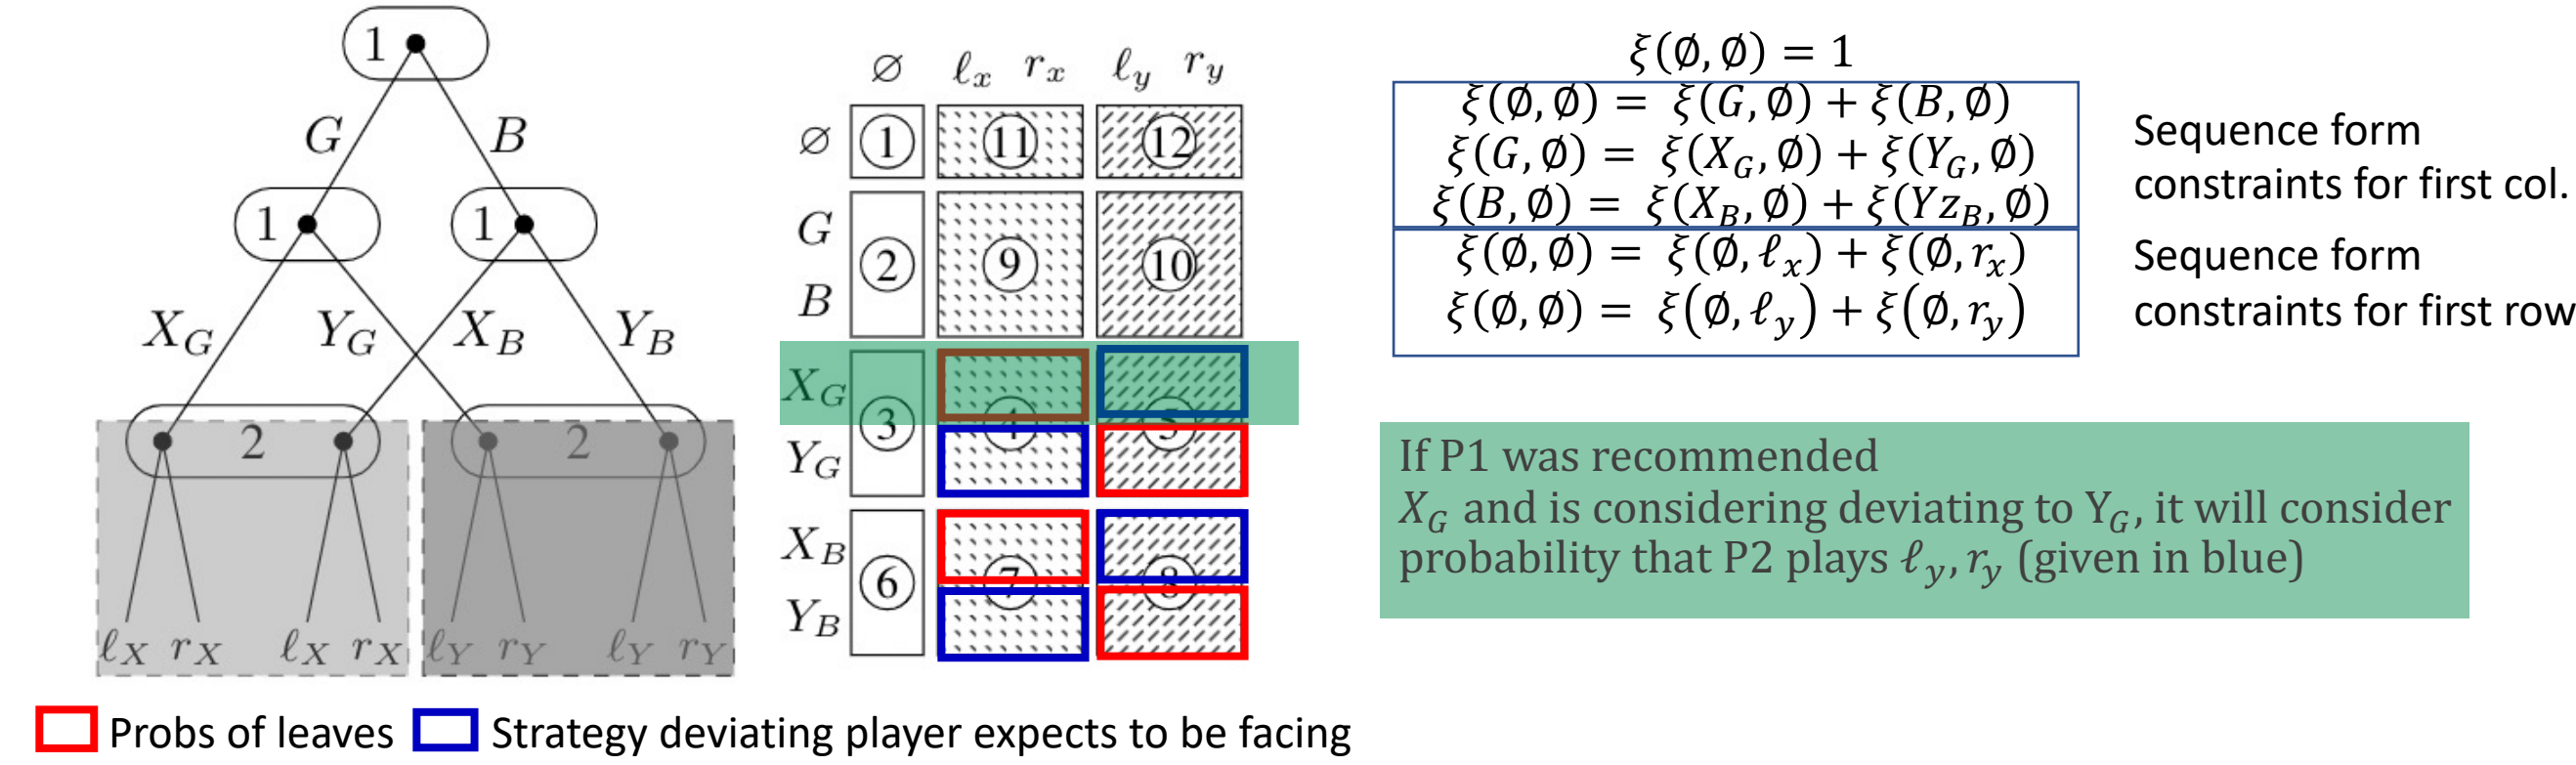 1
G B
1 1
X_G Y_G X_B Y_B
2 2
ℓ_X r_X ℓ_X r_X ℓ_Y r_Y ℓ_Y r_Y
∅ ℓ_x r_x ℓ_y r_y
∅ 1 11 12
G
2 9 10
B
X_G
3 4 5
Y_G
X_B
6 7 8
Y_B
ξ(∅,∅) = 1
ξ(∅,∅) = ξ(G,∅) + ξ(B,∅)
ξ(G,∅) = ξ(X_G,∅) + ξ(Y_G,∅)
ξ(B,∅) = ξ(X_B,∅) + ξ(Yz_B,∅)
ξ(∅,∅) = ξ(∅,ℓ_x) + ξ(∅,r_x)
ξ(∅,∅) = ξ(∅,ℓ_y) + ξ(∅,r_y)
Sequence form
constraints for first col.
Sequence form
constraints for first row
If P1 was recommended
X_G and is considering deviating to Y_G, it will consider
probability that P2 plays ℓ_y, r_y (given in blue)
Probs of leaves Strategy deviating player expects to be facing